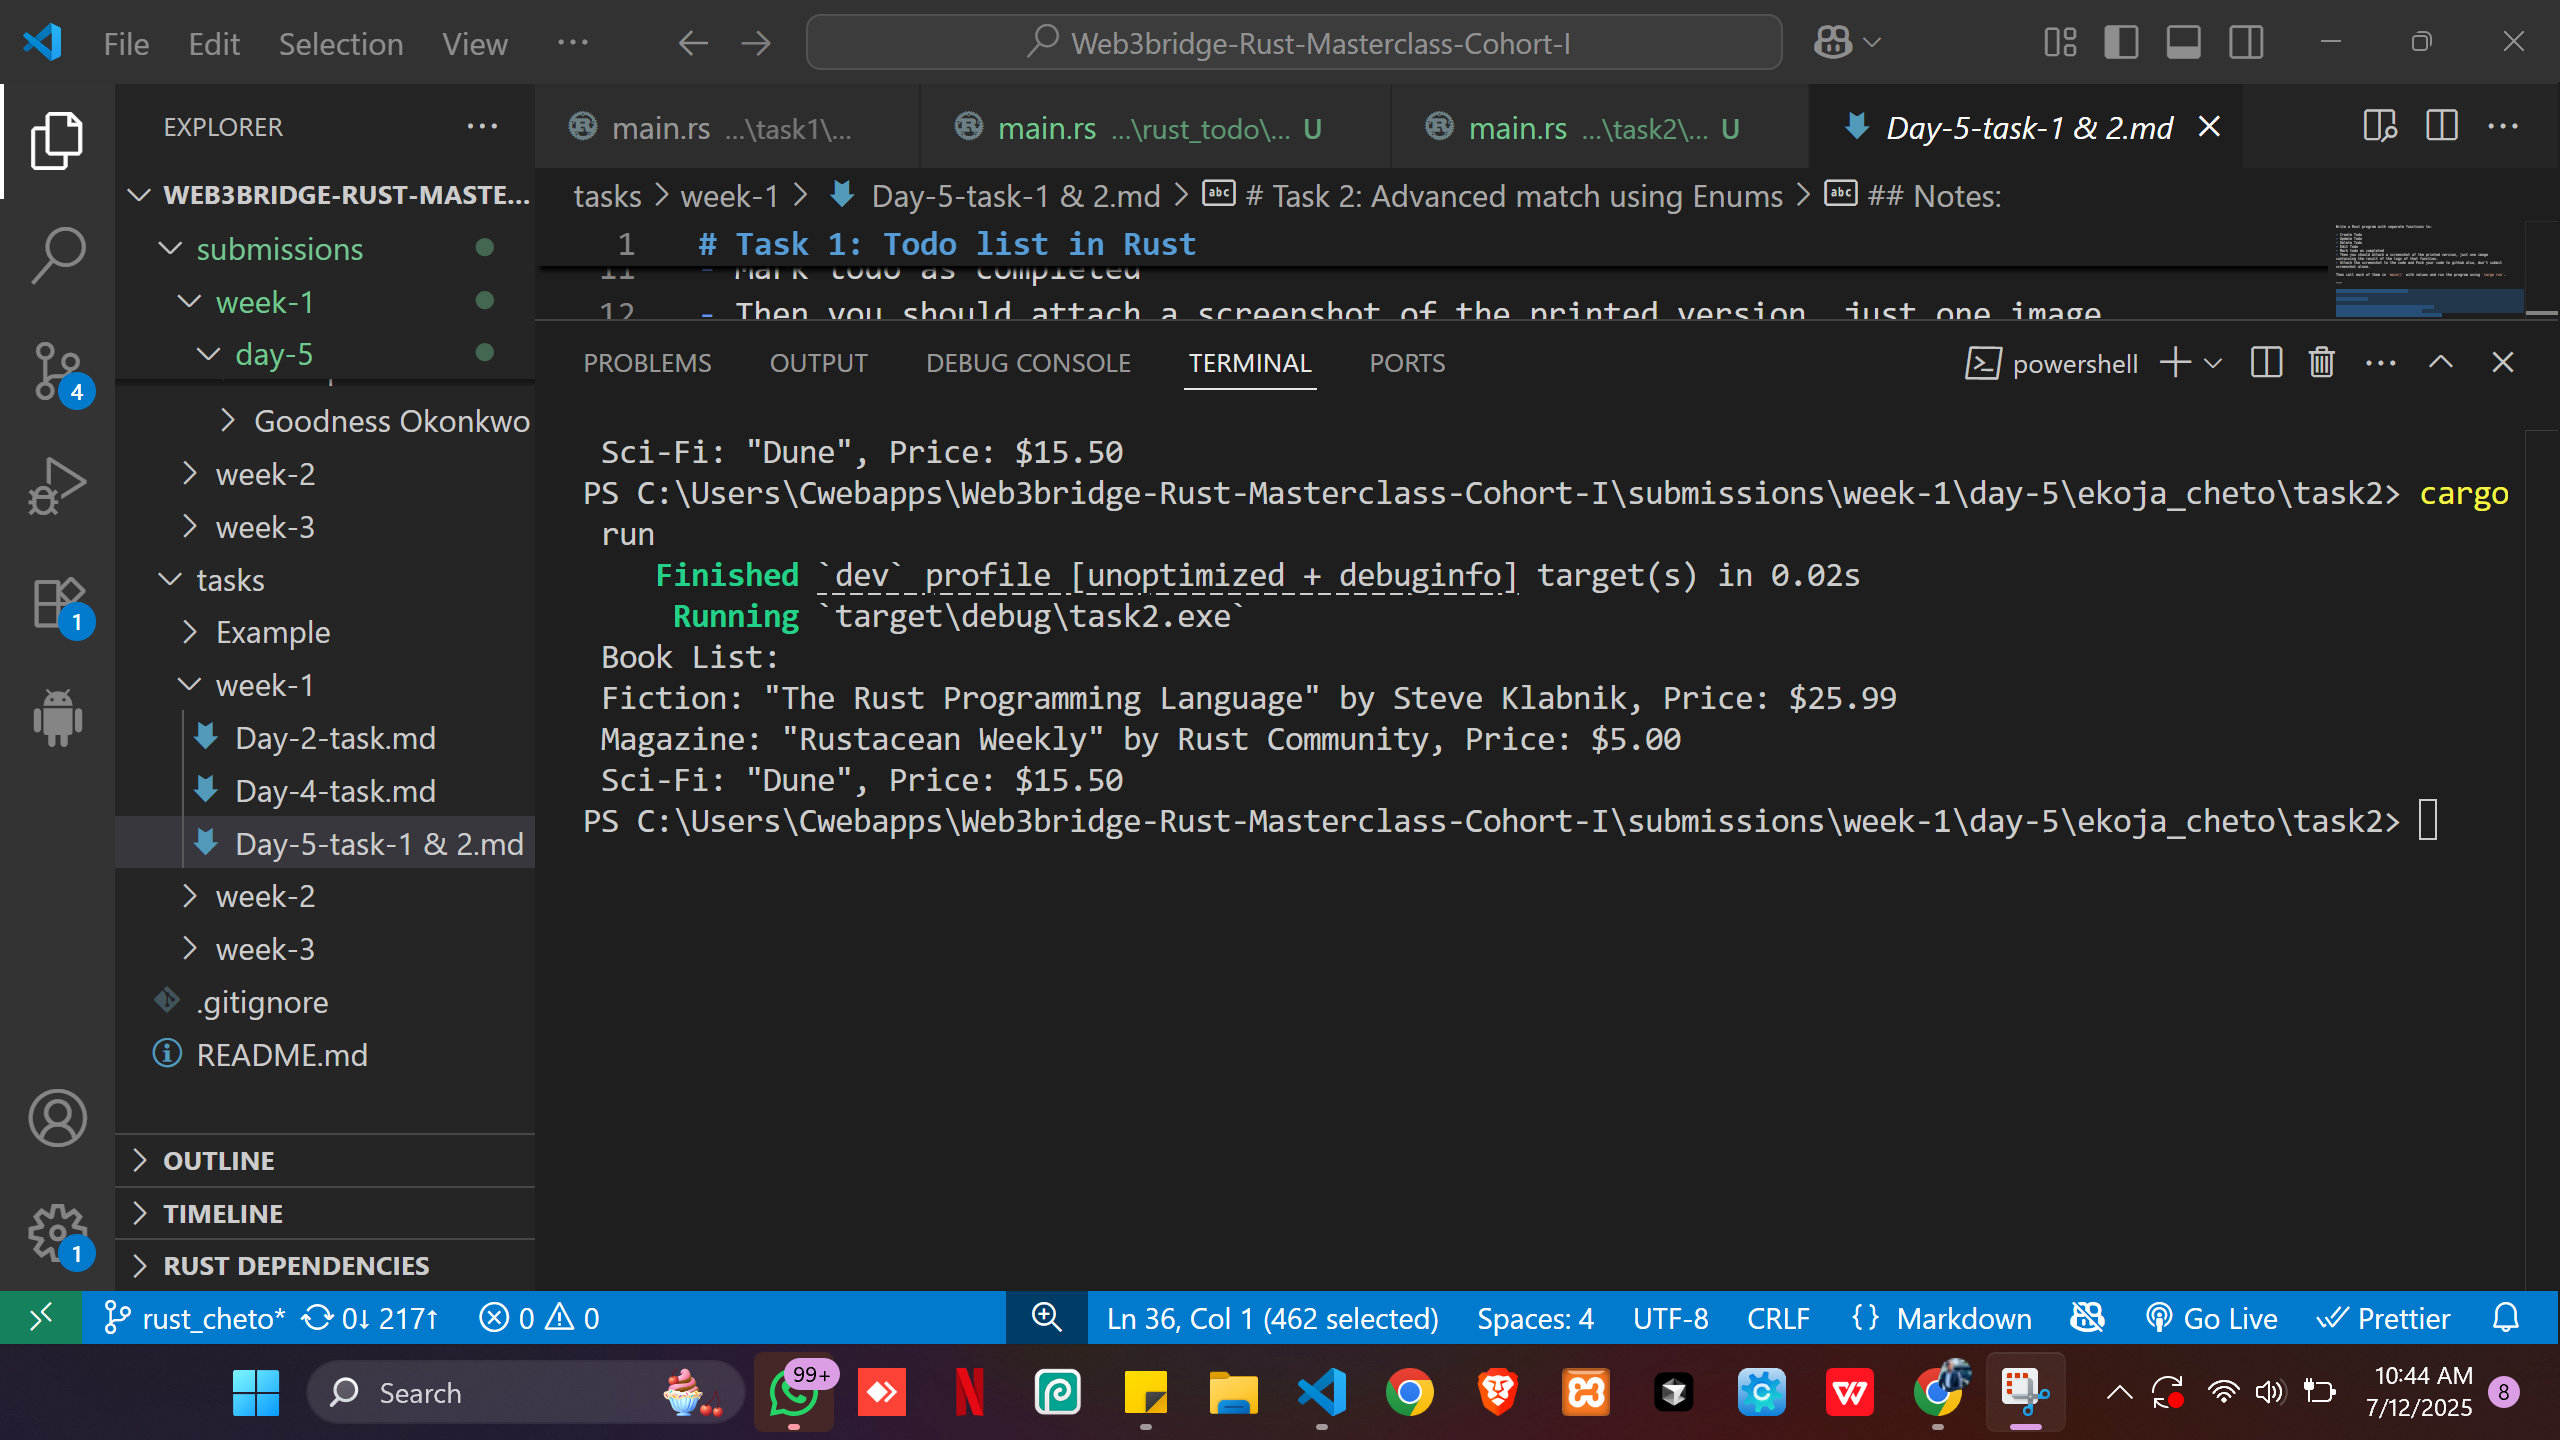 File Edit Selection View ...
Web3bridge-Rust-Masterclass-Cohort-I
EXPLORER
main.rs ...\task1\...
main.rs ...\rust_todo\... U
main.rs ...\task2\... U
Day-5-task-1 & 2.md
WEB3BRIDGE-RUST-MASTE...
tasks > week-1 > Day-5-task-1 & 2.md > # Task 2: Advanced match using Enums > ## Notes:
submissions
week-1
day-5
Goodness Okonkwo
week-2
week-3
tasks
Example
week-1
Day-2-task.md
Day-4-task.md
Day-5-task-1 & 2.md
week-2
week-3
.gitignore
README.md
OUTLINE
TIMELINE
RUST DEPENDENCIES
1 # Task 1: Todo list in Rust
11 - Mark todo as completed
12 - Then you should attach a screenshot of the printed version, just one image
PROBLEMS OUTPUT DEBUG CONSOLE TERMINAL PORTS
powershell
Sci-Fi: "Dune", Price: $15.50
PS C:\Users\Cwebapps\Web3bridge-Rust-Masterclass-Cohort-I\submissions\week-1\day-5\ekoja_cheto\task2> cargo
run
Finished `dev` profile [unoptimized + debuginfo] target(s) in 0.02s
Running `target\debug\task2.exe`
Book List:
Fiction: "The Rust Programming Language" by Steve Klabnik, Price: $25.99
Magazine: "Rustacean Weekly" by Rust Community, Price: $5.00
Sci-Fi: "Dune", Price: $15.50
PS C:\Users\Cwebapps\Web3bridge-Rust-Masterclass-Cohort-I\submissions\week-1\day-5\ekoja_cheto\task2>
4
1
1
rust_cheto* 0↓ 217↑ 0 0
Ln 36, Col 1 (462 selected) Spaces: 4 UTF-8 CRLF {} Markdown Go Live Prettier
Search
99+
10:44 AM
7/12/2025
8